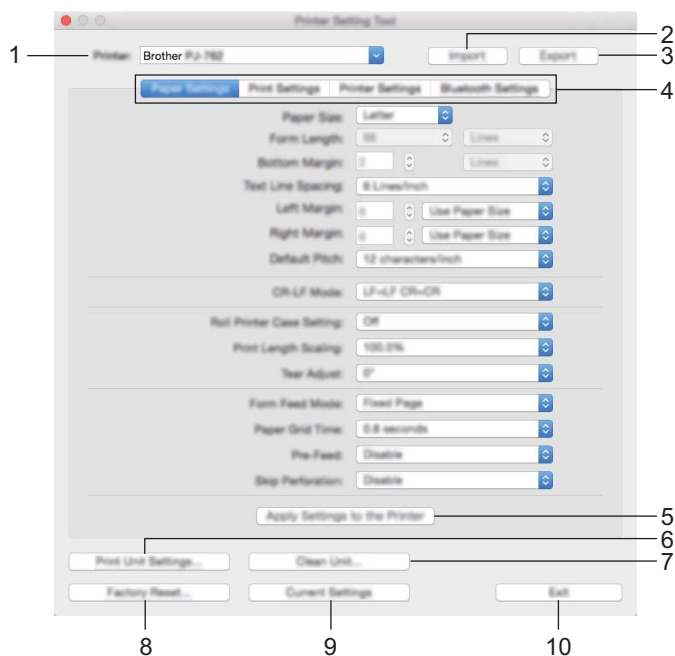 Printer Setting Tool
1 Printer: Brother PJ-762 Import Export 2 3
Paper Settings Print Settings Printer Settings Bluetooth Settings 4
Paper Size: Letter
Form Length: Lines
Bottom Margin: 2 Lines
Text Line Spacing: 6 Lines/Inch
Left Margin: Use Paper Size
Right Margin: Use Paper Size
Default Pitch: 12 characters/inch
CR-LF Mode: LF=LF CR=CR
Roll Printer Case Setting: Off
Print Length Scaling: 100.0%
Tear Adjust: 0"
Form Feed Mode: Fixed Page
Paper Grid Time: 0.8 seconds
Pre-Feed: Disable
Skip Perforation: Disable
Apply Settings to the Printer 5
6
Print Unit Settings... Clean Unit... 7
Factory Reset... Current Settings Exit
8 9 10